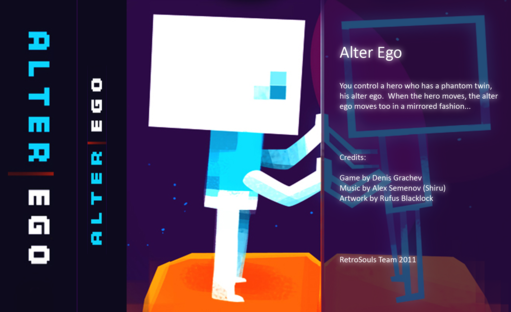 ALTER EGO
ALTER EGO
Alter Ego
You control a hero who has a phantom twin,
his alter ego.  When the hero moves, the alter
ego moves too in a mirrored fashion...
Credits:
Game by Denis Grachev
Music by Alex Semenov (Shiru)
Artwork by Rufus Blacklock
RetroSouls Team 2011